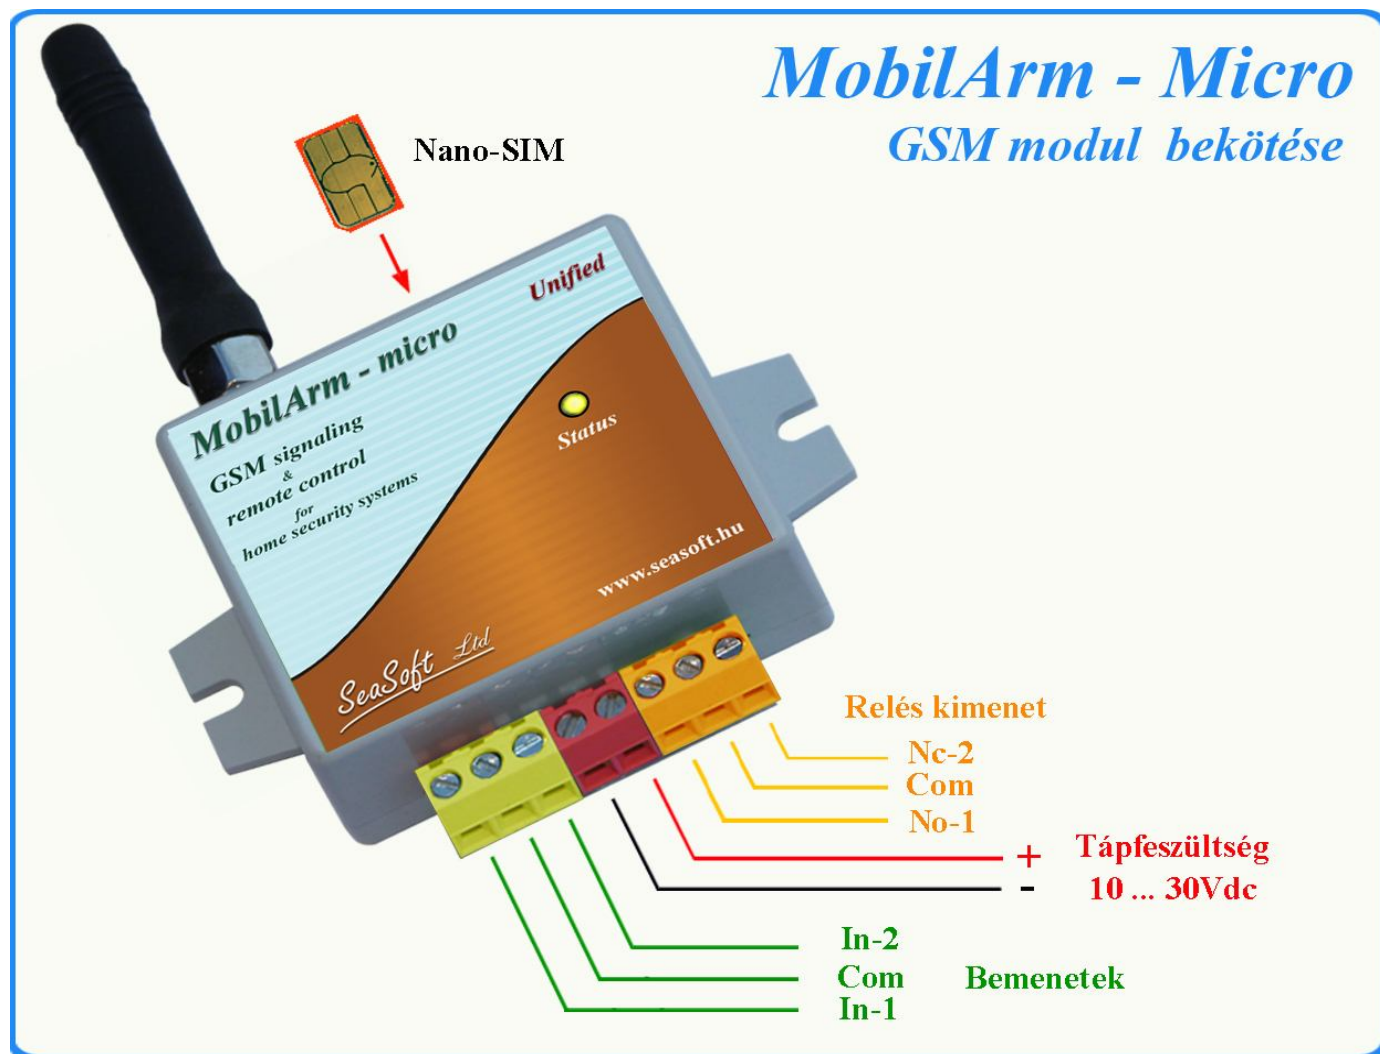 MobilArm - Micro
GSM modul bekötése
Nano-SIM
Unified
MobilArm - micro
GSM signaling
&
remote control
for
home security systems
Status
www.seasoft.hu
SeaSoft Ltd
Relés kimenet
Nc-2
Com
No-1
+ Tápfeszültség
- 10 ... 30Vdc
In-2
Com Bemenetek
In-1